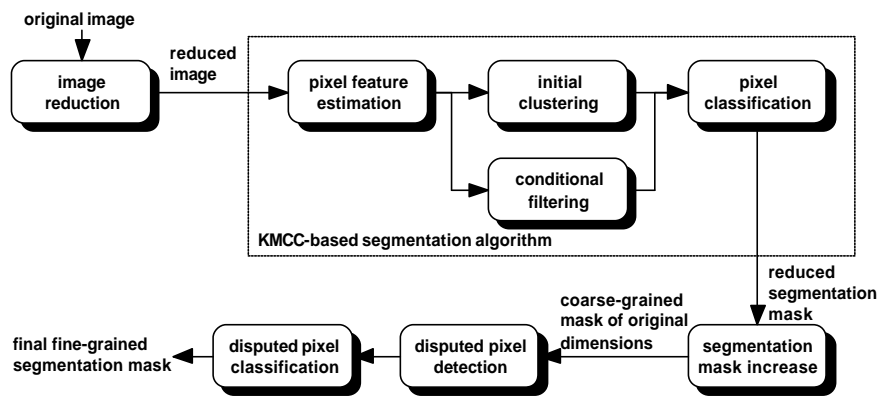 original image
image
reduction
reduced
image
pixel feature
estimation
initial
clustering
conditional
filtering
pixel
classification
KMCC-based segmentation algorithm
reduced
segmentation
mask
segmentation
mask increase
coarse-grained
mask of original
dimensions
disputed pixel
detection
disputed pixel
classification
final fine-grained
segmentation mask